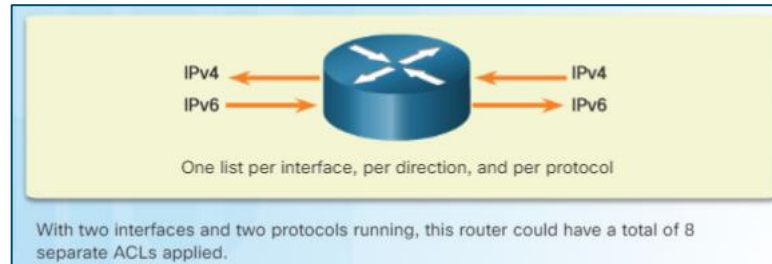 IPv4 IPv4
IPv6 IPv6
One list per interface, per direction, and per protocol
With two interfaces and two protocols running, this router could have a total of 8
separate ACLs applied.